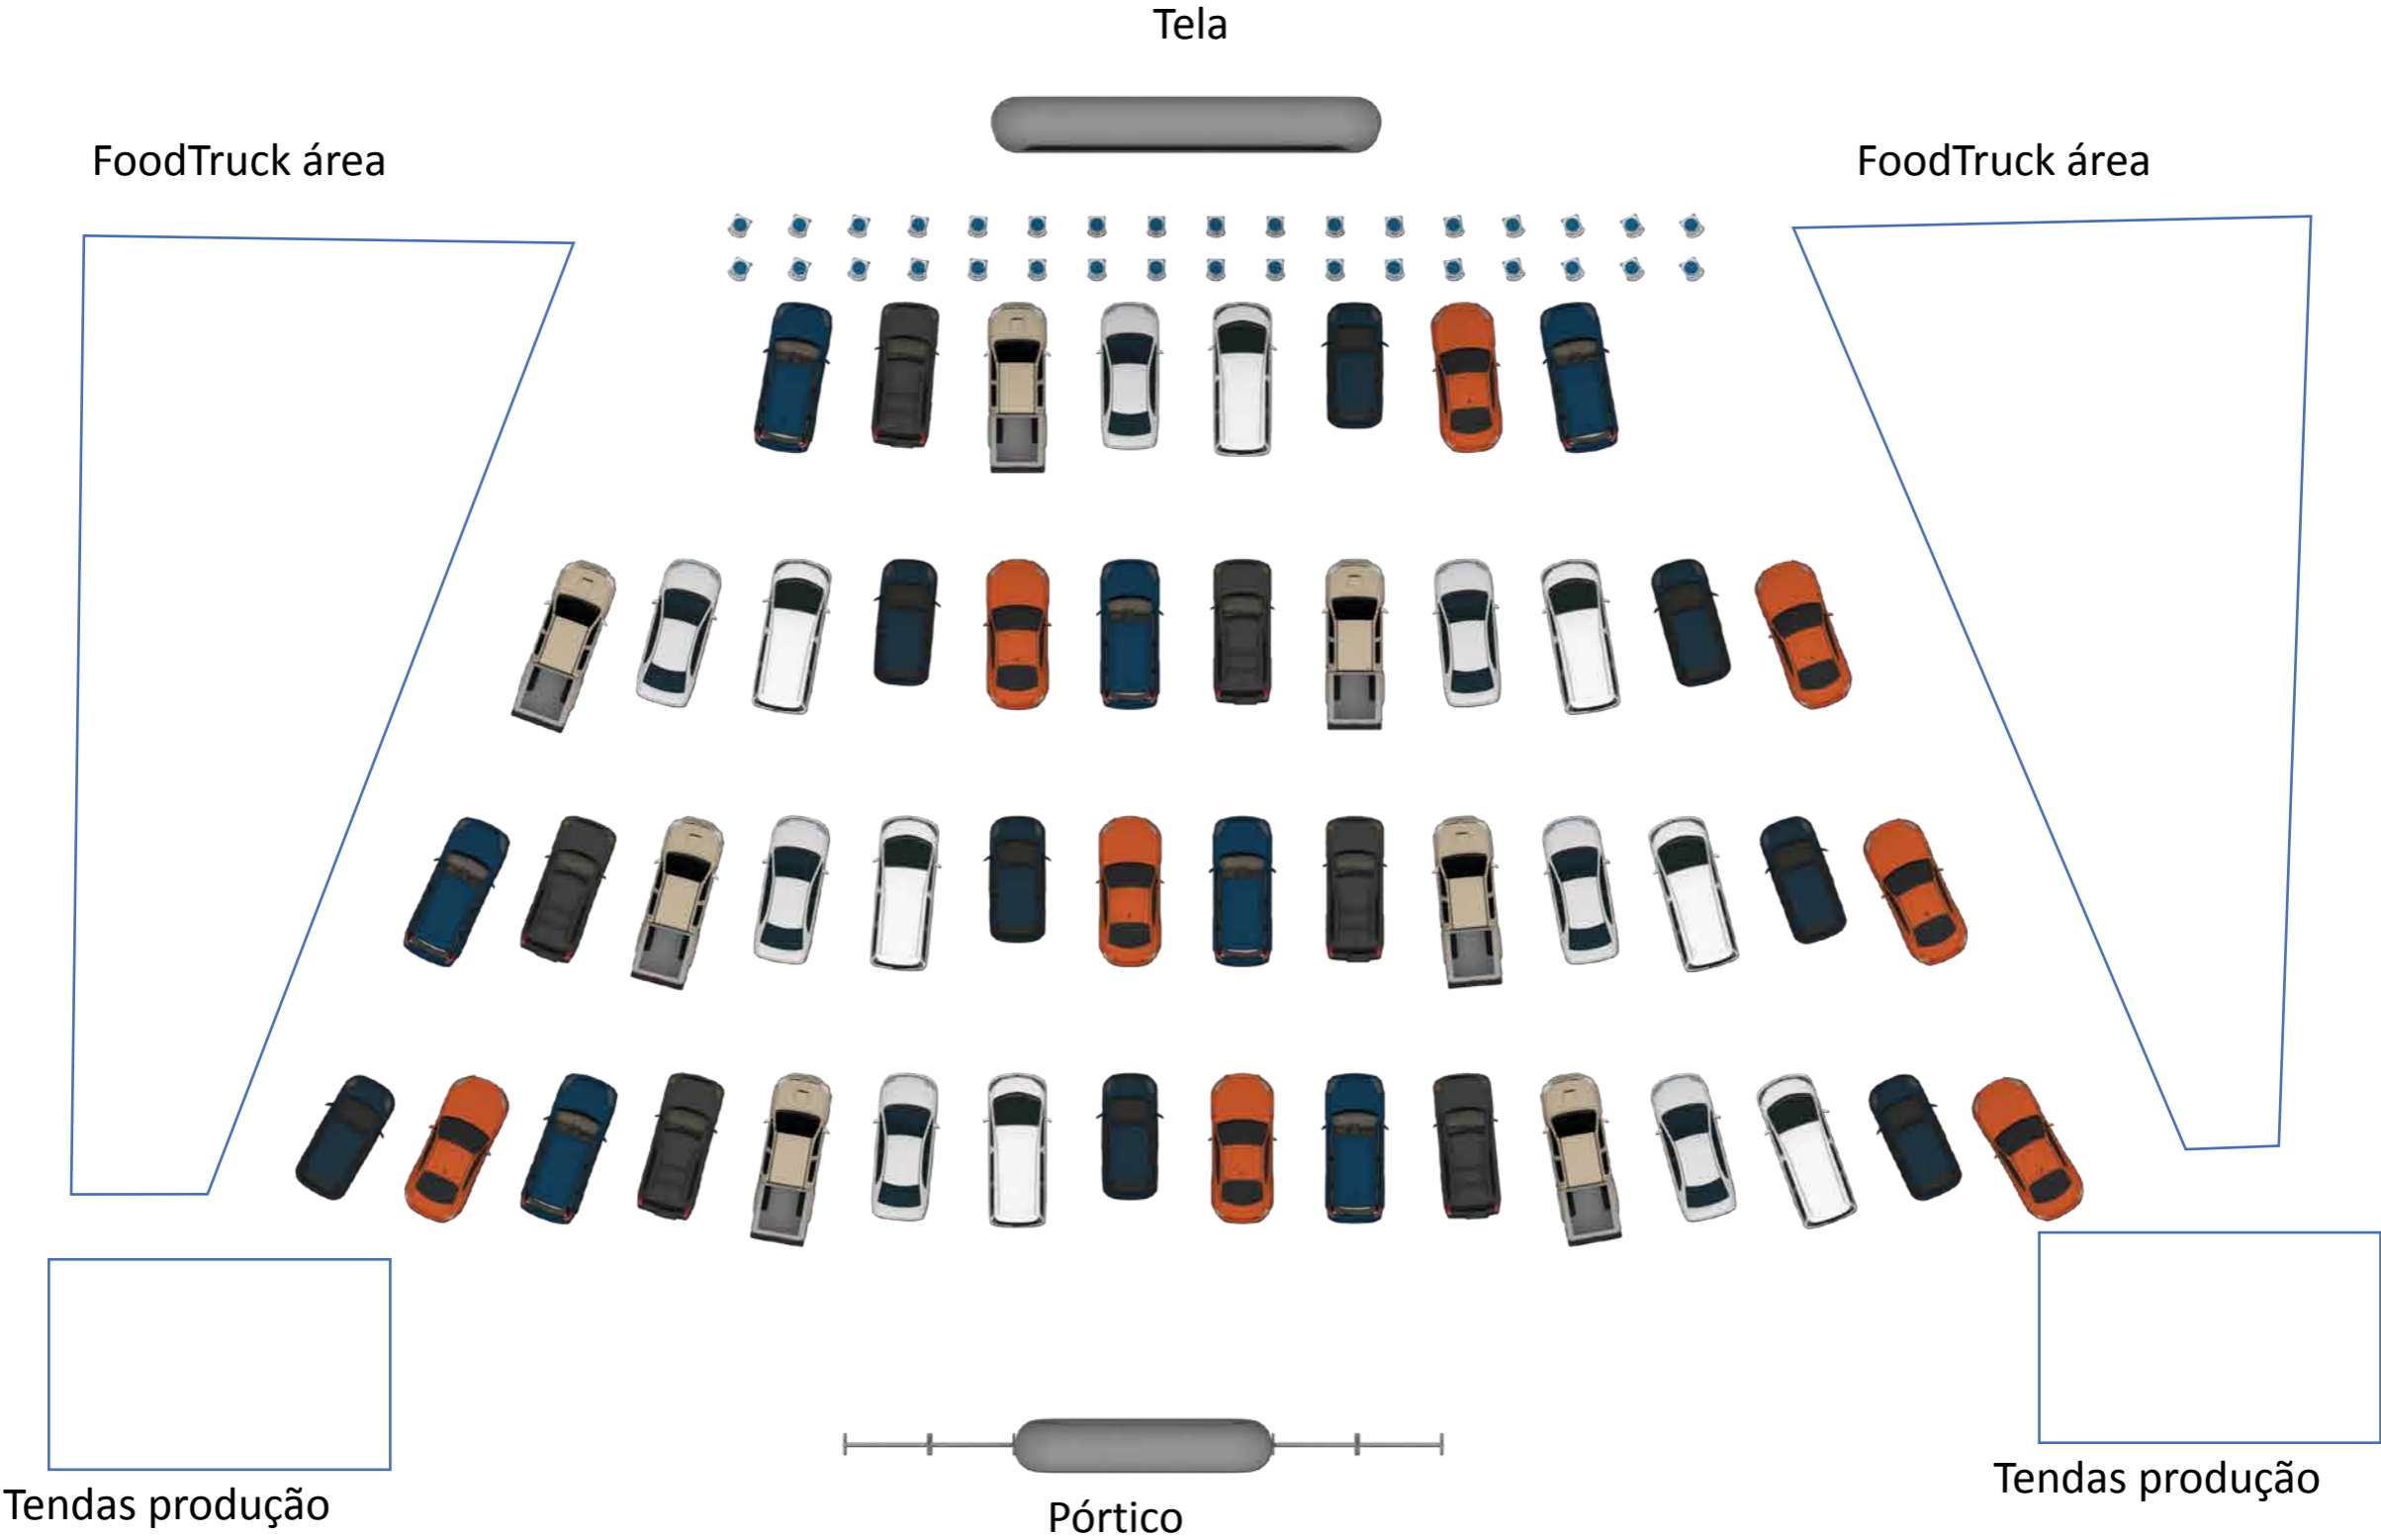 Tela
FoodTruck área
FoodTruck área
Tendas produção
Pórtico
Tendas produção